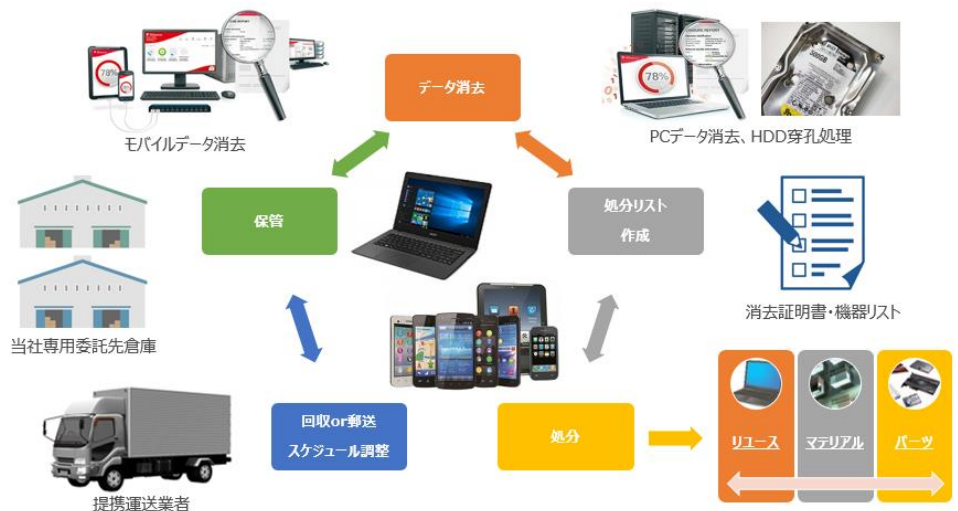 78%
78%
500GB
データ消去
モバイルデータ消去
PCデータ消去、HDD穿孔処理
保管
処分リスト
作成
消去証明書・機器リスト
当社専用委託先倉庫
回収or郵送
スケジュール調整
処分
リユース
マテリアル
パーツ
提携運送業者